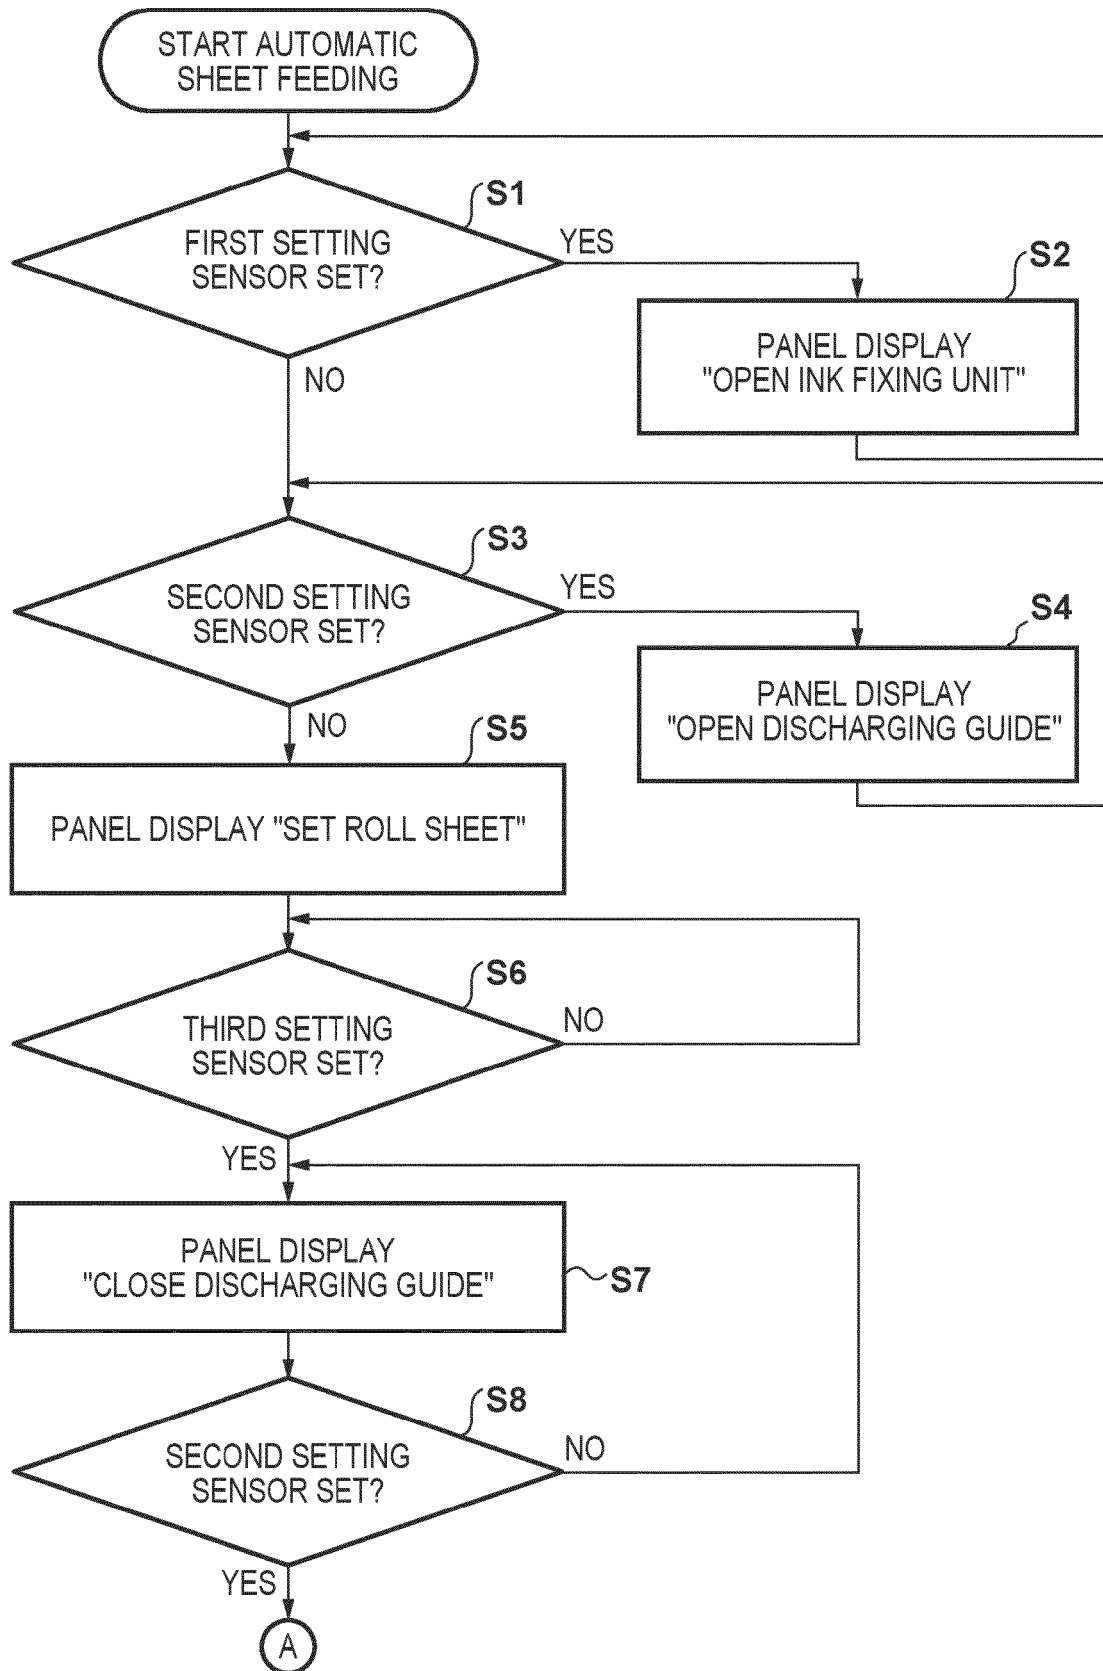 START AUTOMATIC
SHEET FEEDING
S1
FIRST SETTING
SENSOR SET?
YES
NO
S2
PANEL DISPLAY
"OPEN INK FIXING UNIT"
S3
SECOND SETTING
SENSOR SET?
YES
NO
S4
PANEL DISPLAY
"OPEN DISCHARGING GUIDE"
S5
PANEL DISPLAY "SET ROLL SHEET"
S6
THIRD SETTING
SENSOR SET?
NO
YES
PANEL DISPLAY
"CLOSE DISCHARGING GUIDE"
S7
S8
SECOND SETTING
SENSOR SET?
NO
YES
A